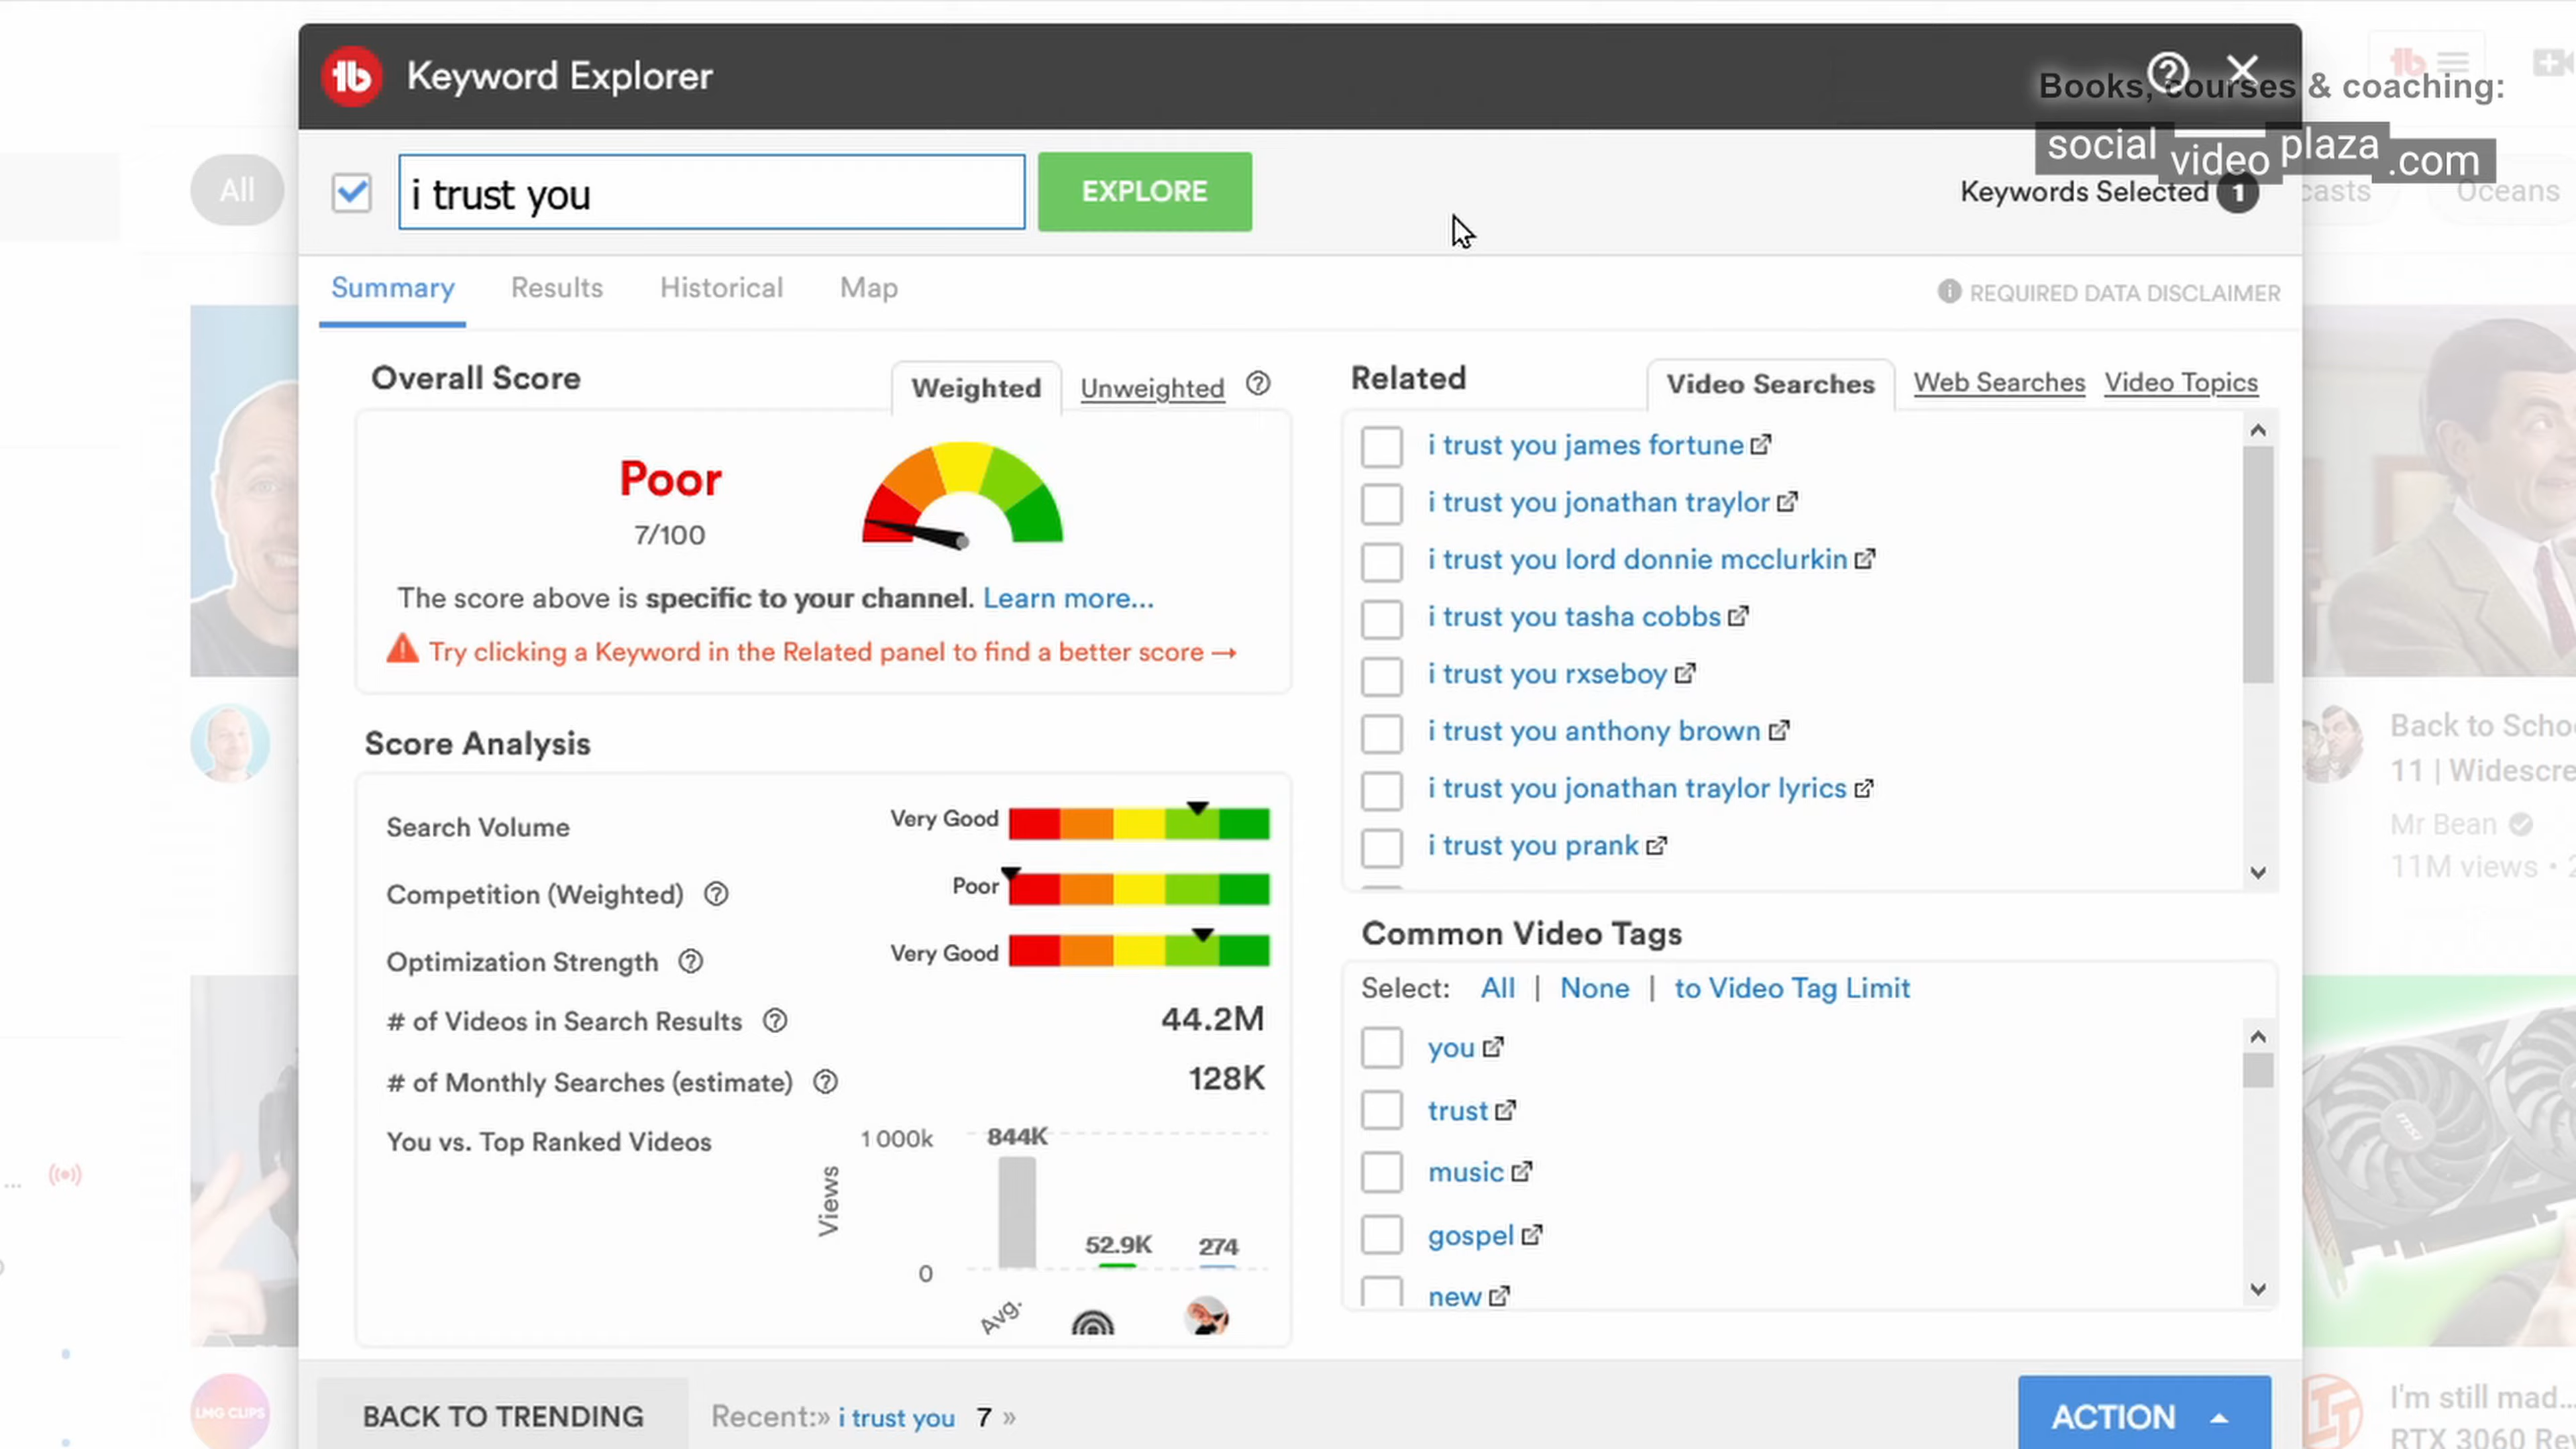 Keyword Explorer
Books, courses & coaching:
social video plaza .com
All
i trust you
EXPLORE
Keywords Selected 1
casts
Oceans
Summary
Results
Historical
Map
REQUIRED DATA DISCLAIMER
Overall Score
Weighted
Unweighted
Poor
7/100
The score above is specific to your channel. Learn more...
Try clicking a Keyword in the Related panel to find a better score →
Related
Video Searches
Web Searches
Video Topics
i trust you james fortune
i trust you jonathan traylor
i trust you lord donnie mcclurkin
i trust you tasha cobbs
i trust you rxseboy
i trust you anthony brown
i trust you jonathan traylor lyrics
i trust you prank
Score Analysis
Search Volume
Very Good
Competition (Weighted)
Poor
Optimization Strength
Very Good
# of Videos in Search Results
44.2M
# of Monthly Searches (estimate)
128K
You vs. Top Ranked Videos
1 000k
844K
Views
52.9K
274
0
Avg.
Common Video Tags
Select: All | None | to Video Tag Limit
you
trust
music
gospel
new
Back to Schoo
11 | Widescre
Mr Bean
11M views • 2
msi
LMG CLIPS
I'm still mad...
RTX 3060 Rev
BACK TO TRENDING
Recent:» i trust you 7 »
ACTION